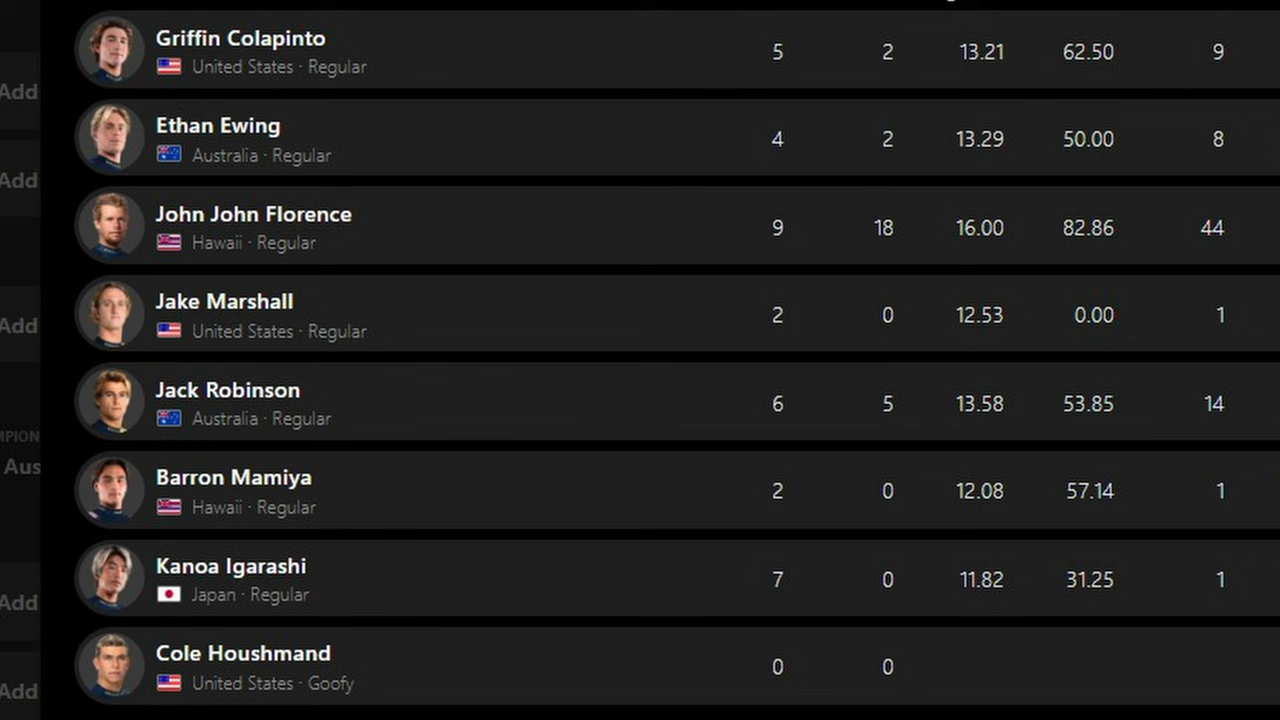 Griffin Colapinto
United States · Regular
5 2 13.21 62.50 9
Add
Ethan Ewing
Australia · Regular
4 2 13.29 50.00 8
Add
John John Florence
Hawaii · Regular
9 18 16.00 82.86 44
Jake Marshall
United States · Regular
2 0 12.53 0.00 1
Add
Jack Robinson
Australia · Regular
6 5 13.58 53.85 14
Aus
Barron Mamiya
Hawaii · Regular
2 0 12.08 57.14 1
Kanoa Igarashi
Japan · Regular
7 0 11.82 31.25 1
Add
Cole Houshmand
United States · Goofy
0 0
Add